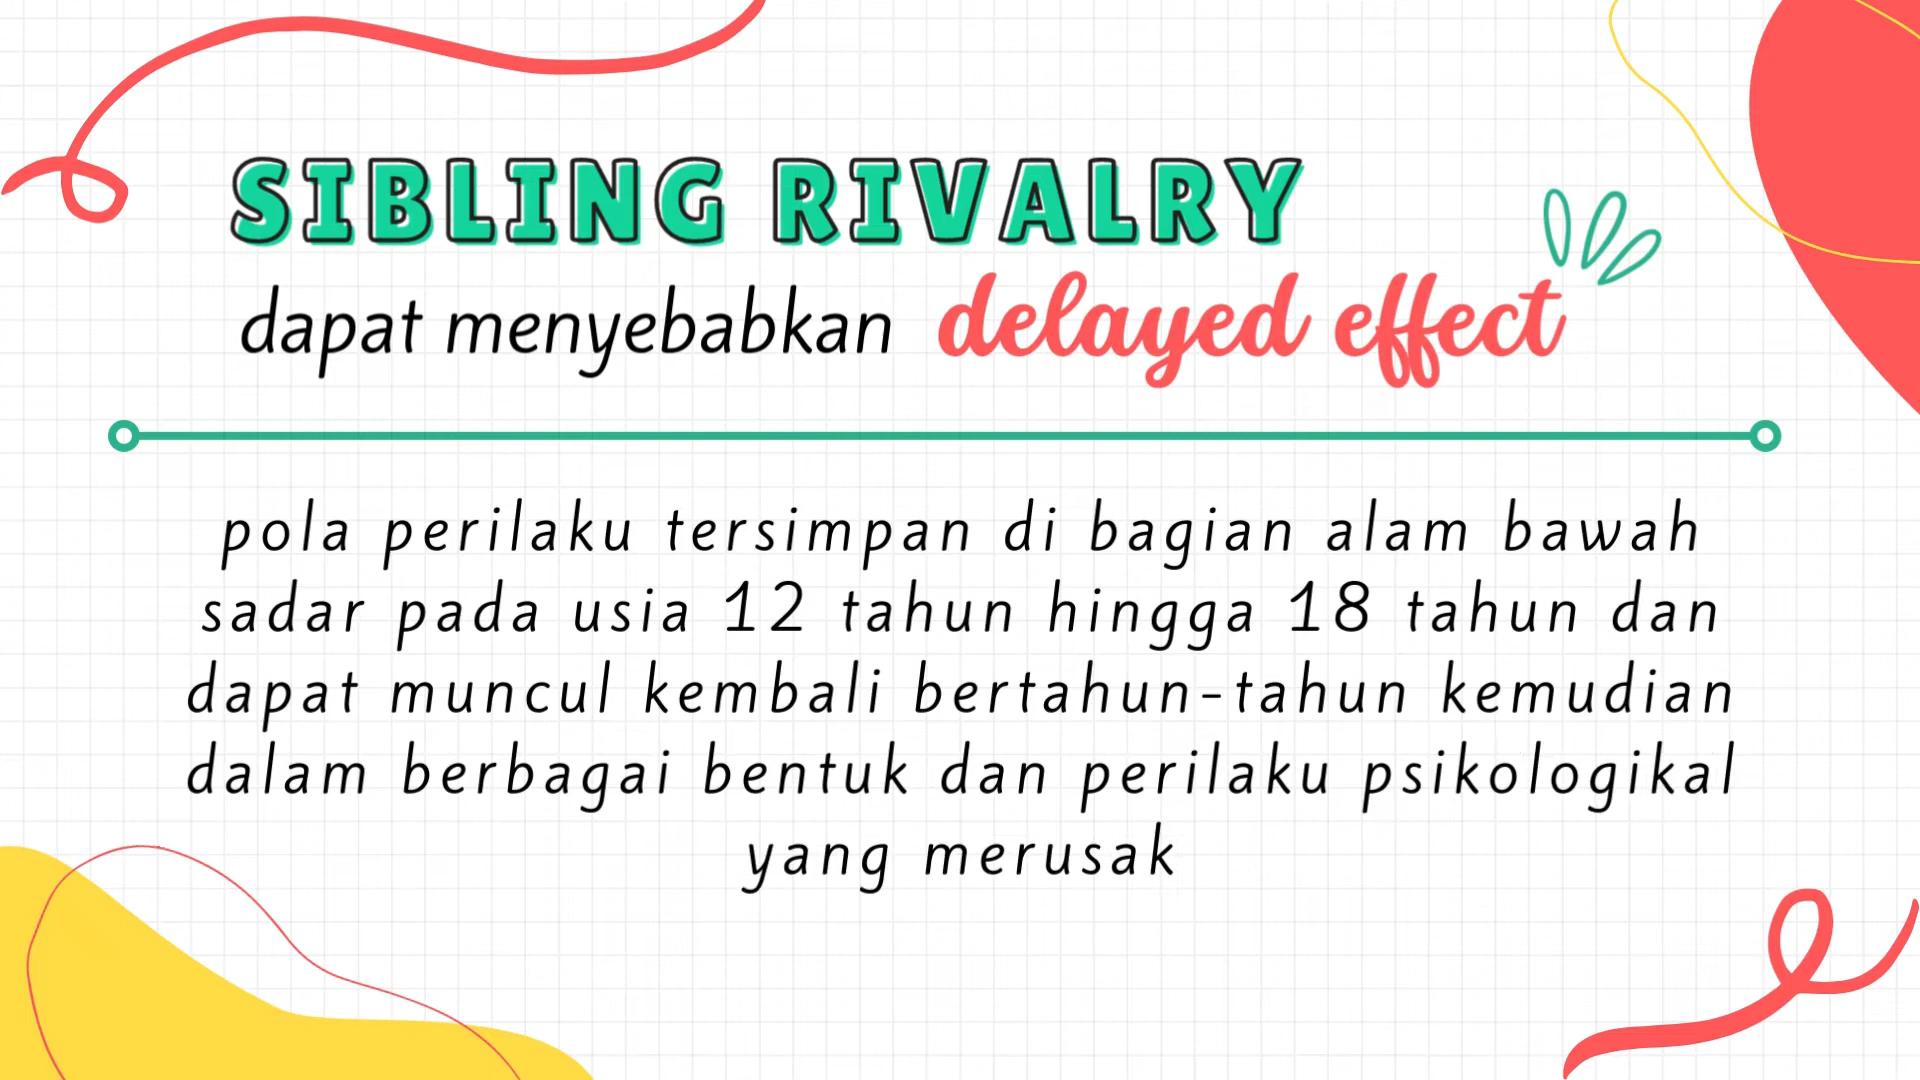 SIBLING RIVALRY
dapat menyebabkan delayed effect
pola perilaku tersimpan di bagian alam bawah
sadar pada usia 12 tahun hingga 18 tahun dan
dapat muncul kembali bertahun-tahun kemudian
dalam berbagai bentuk dan perilaku psikologikal
yang merusak